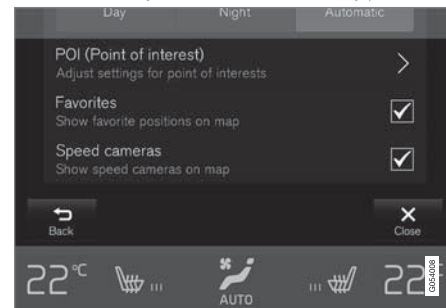 Day Night Automatic
POI (Point of interest)
Adjust settings for point of interests
Favorites
Show favorite positions on map
Speed cameras
Show speed cameras on map
Back Close
22°C AUTO 22
G054008